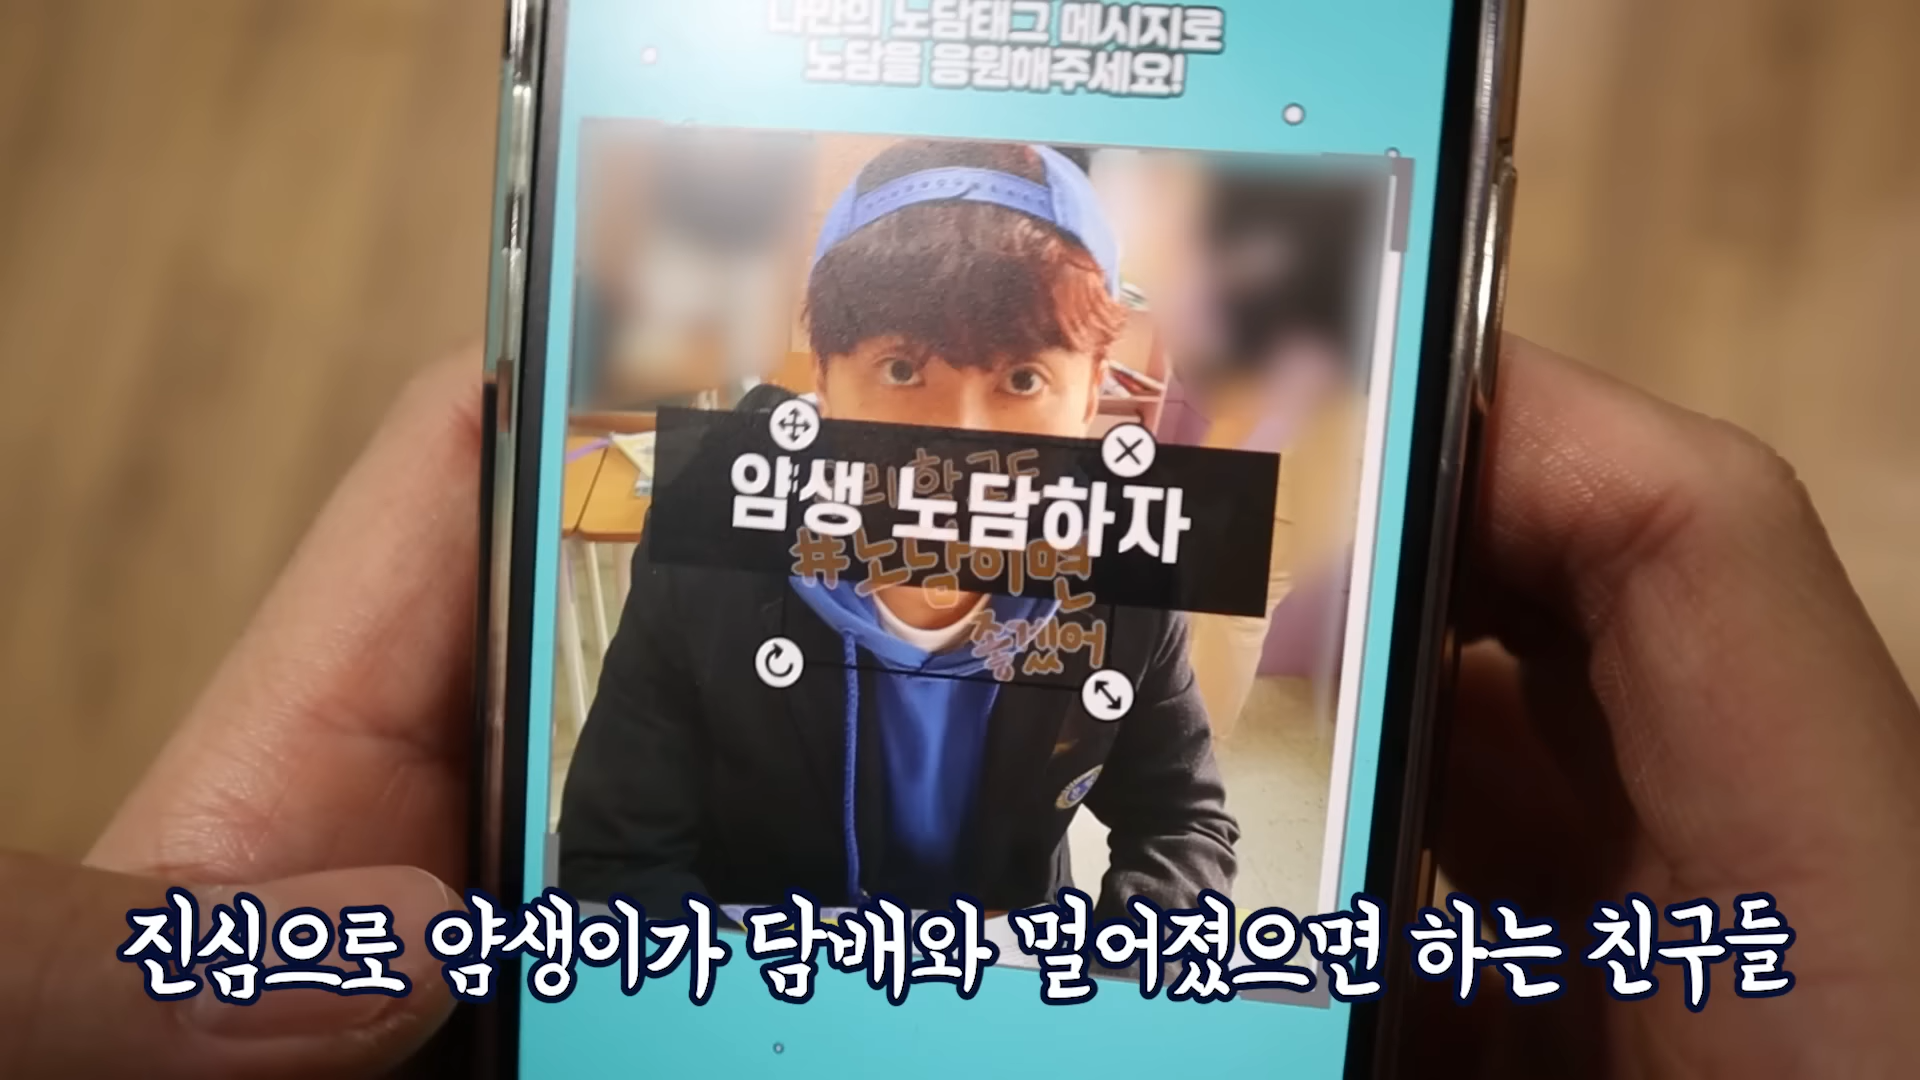 나만의 노담태그 메시지로
노담을 응원해주세요!
얌생 노담하자
#노담이면
좋겠어
진심으로 얌생이가 담배와 멀어졌으면 하는 친구들